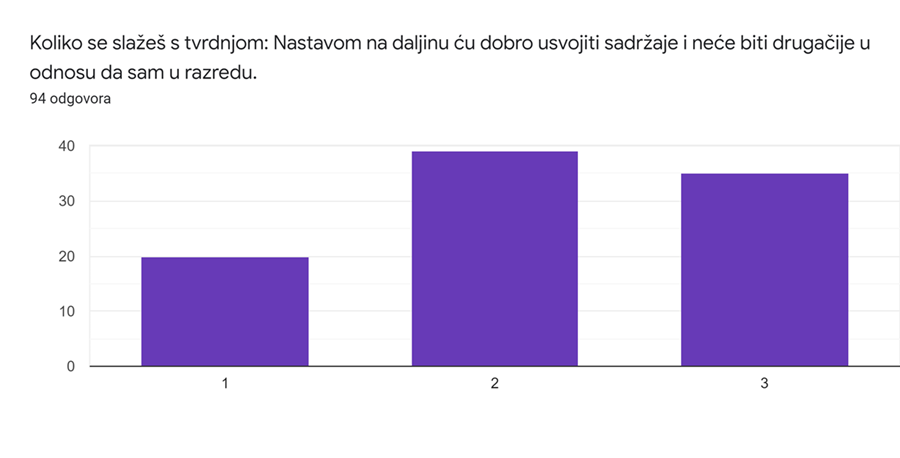 Koliko se slažeš s tvrdnjom: Nastavom na daljinu ću dobro usvojiti sadržaje i neće biti drugačije u
odnosu da sam u razredu.
94 odgovora
40
30
20
10
0
1 2 3